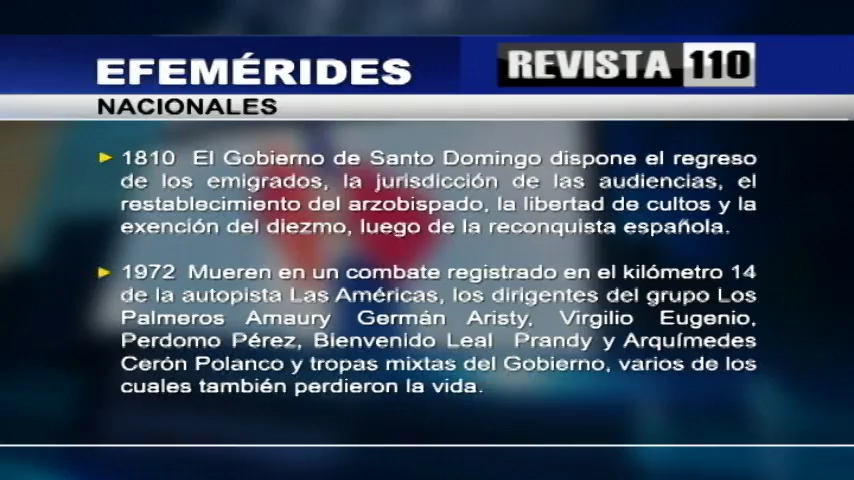 EFEMÉRIDES
REVISTA 110
NACIONALES
1810 El Gobierno de Santo Domingo dispone el regreso
de los emigrados, la jurisdicción de las audiencias, el
restablecimiento del arzobispado, la libertad de cultos y la
exención del diezmo, luego de la reconquista española.
1972 Mueren en un combate registrado en el kilómetro 14
de la autopista Las Américas, los dirigentes del grupo Los
Palmeros Amaury Germán Aristy, Virgilio Eugenio,
Perdomo Pérez, Bienvenido Leal Prandy y Arquímedes
Cerón Polanco y tropas mixtas del Gobierno, varios de los
cuales también perdieron la vida.